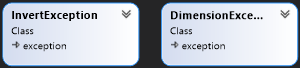 InvertException
Class
exception
DimensionExce...
Class
exception